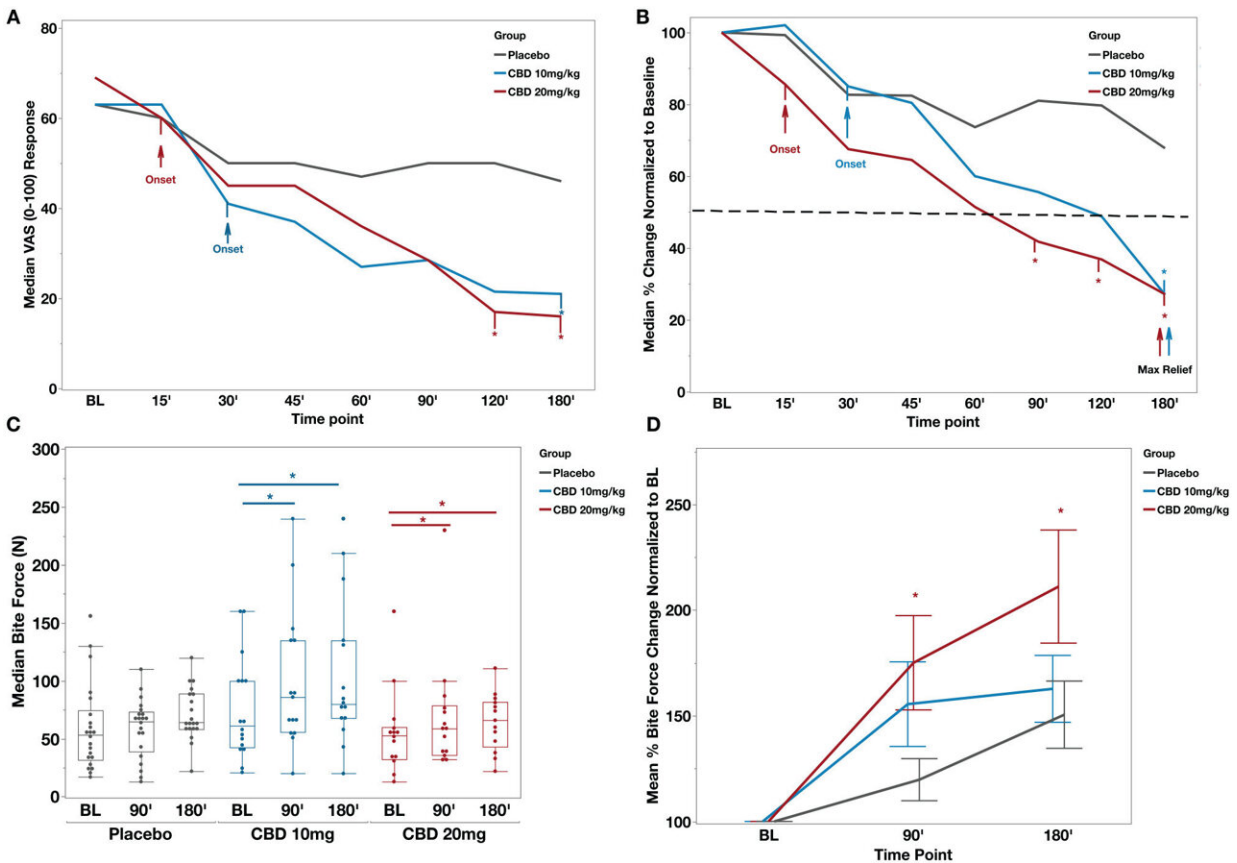 A
Median VAS (0-100) Response
80
60
40
20
0
Group
Placebo
CBD 10mg/kg
CBD 20mg/kg
Onset
Onset
*
*
*
BL 15' 30' 45' 60' 90' 120' 180'
Time point
B
Median % Change Normalized to Baseline
100
80
60
40
20
0
Group
Placebo
CBD 10mg/kg
CBD 20mg/kg
Onset
Onset
*
*
*
*
Max Relief
BL 15' 30' 45' 60' 90' 120' 180'
Time point
C
Median Bite Force (N)
300
250
200
150
100
50
0
Group
Placebo
CBD 10mg/kg
CBD 20mg/kg
*
*
*
*
BL 90' 180' BL 90' 180' BL 90' 180'
Placebo CBD 10mg CBD 20mg
D
Mean % Bite Force Change Normalized to BL
250
200
150
100
Group
Placebo
CBD 10mg/kg
CBD 20mg/kg
*
*
BL 90' 180'
Time Point